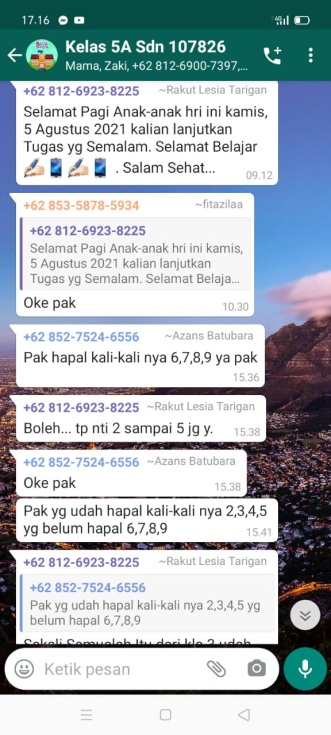 17.16
4G
Kelas 5A Sdn 107826
Mama, Zaki, +62 812-6900-7397,...
+62 812-6923-8225 ~Rakut Lesia Tarigan
Selamat Pagi Anak-anak hri ini kamis,
5 Agustus 2021 kalian lanjutkan
Tugas yg Semalam. Selamat Belajar
✍🏻📱✍🏻📱. Salam Sehat...
09.12
+62 853-5878-5934 ~fitazilaa
+62 812-6923-8225
Selamat Pagi Anak-anak hri ini kamis,
5 Agustus 2021 kalian lanjutkan
Tugas yg Semalam. Selamat Belaja...
Oke pak
10.30
+62 852-7524-6556 ~Azans Batubara
Pak hapal kali-kali nya 6,7,8,9 ya pak
15.36
+62 812-6923-8225 ~Rakut Lesia Tarigan
Boleh... tp nti 2 sampai 5 jg y.
15.38
+62 852-7524-6556 ~Azans Batubara
Oke pak
15.38
Pak yg udah hapal kali-kali nya 2,3,4,5
yg belum hapal 6,7,8,9
15.41
+62 812-6923-8225 ~Rakut Lesia Tarigan
+62 852-7524-6556
Pak yg udah hapal kali-kali nya 2,3,4,5 yg
belum hapal 6,7,8,9
Ketik pesan